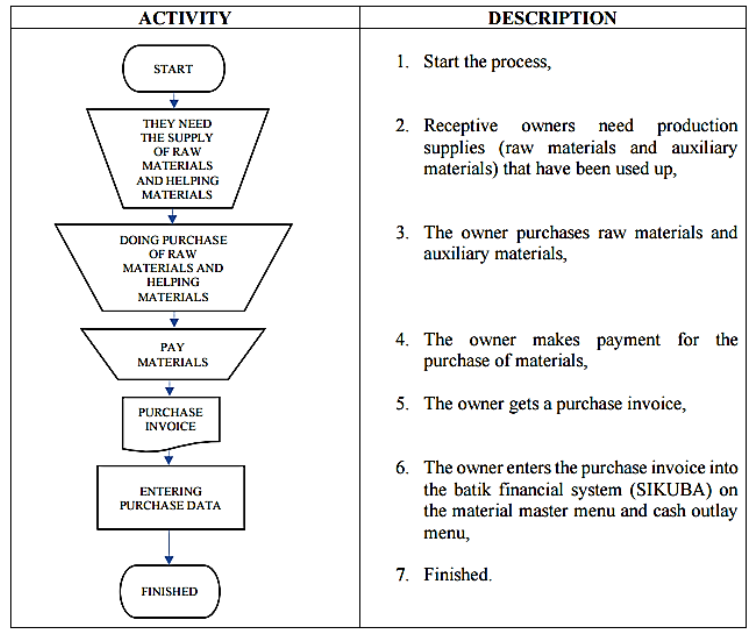 ACTIVITY
DESCRIPTION
START
THEY NEED
THE SUPPLY
OF RAW
MATERIALS
AND HELPING
MATERIALS
DOING PURCHASE
OF RAW
MATERIALS AND
HELPING
MATERIALS
PAY
MATERIALS
PURCHASE
INVOICE
ENTERING
PURCHASE DATA
FINISHED
1. Start the process,
2. Receptive owners need production
supplies (raw materials and auxiliary
materials) that have been used up,
3. The owner purchases raw materials and
auxiliary materials,
4. The owner makes payment for the
purchase of materials,
5. The owner gets a purchase invoice,
6. The owner enters the purchase invoice into
the batik financial system (SIKUBA) on
the material master menu and cash outlay
menu,
7. Finished.